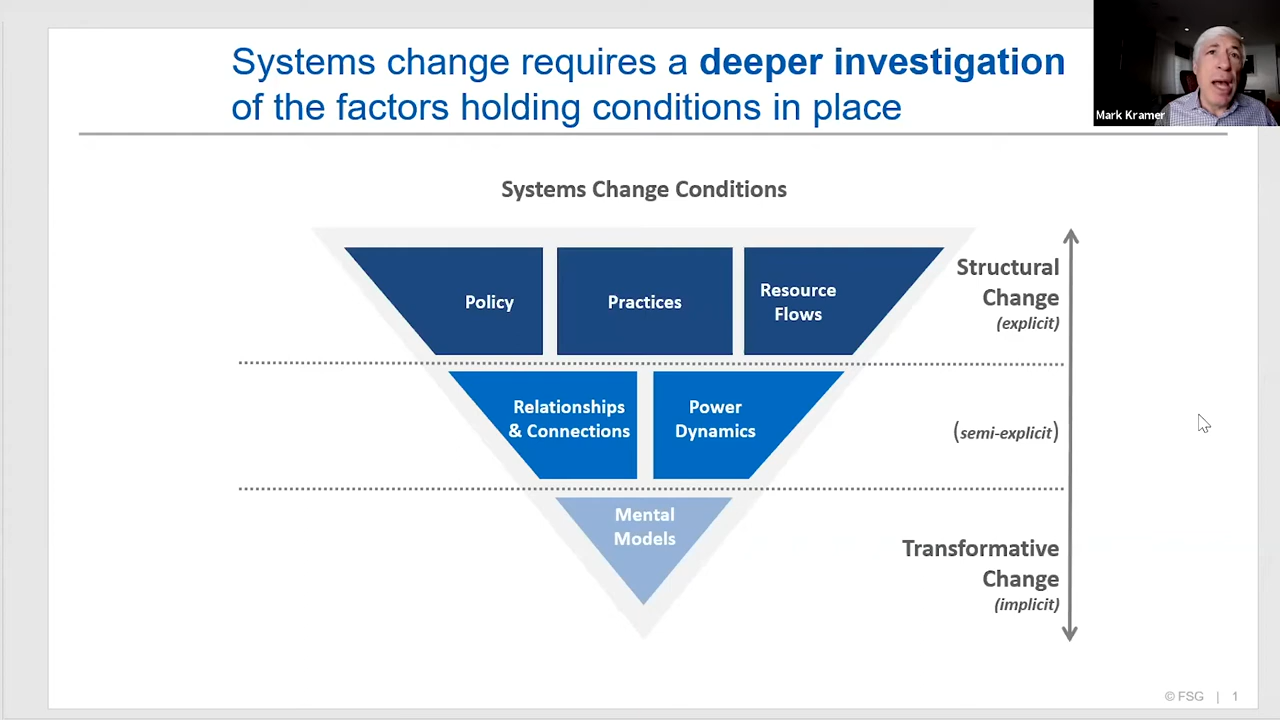 Systems change requires a deeper investigation
of the factors holding conditions in place
Mark Kramer
Systems Change Conditions
Policy
Practices
Resource
Flows
Structural
Change
(explicit)
Relationships
& Connections
Power
Dynamics
(semi-explicit)
Mental
Models
Transformative
Change
(implicit)
© FSG | 1